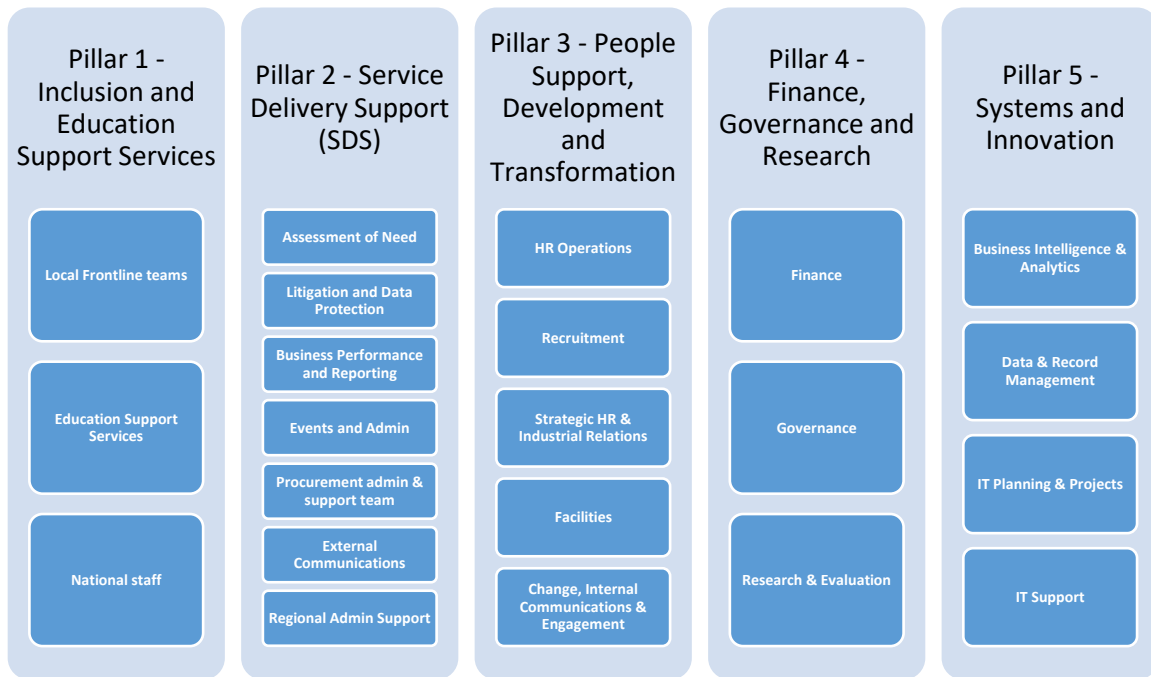 Pillar 1 -
Inclusion and
Education
Support Services
Local Frontline teams
Education Support
Services
National staff
Pillar 2 - Service
Delivery Support
(SDS)
Assessment of Need
Litigation and Data
Protection
Business Performance
and Reporting
Events and Admin
Procurement admin &
support team
External
Communications
Regional Admin Support
Pillar 3 - People
Support,
Development
and
Transformation
HR Operations
Recruitment
Strategic HR &
Industrial Relations
Facilities
Change, Internal
Communications &
Engagement
Pillar 4 -
Finance,
Governance and
Research
Finance
Governance
Research & Evaluation
Pillar 5 -
Systems and
Innovation
Business Intelligence &
Analytics
Data & Record
Management
IT Planning & Projects
IT Support